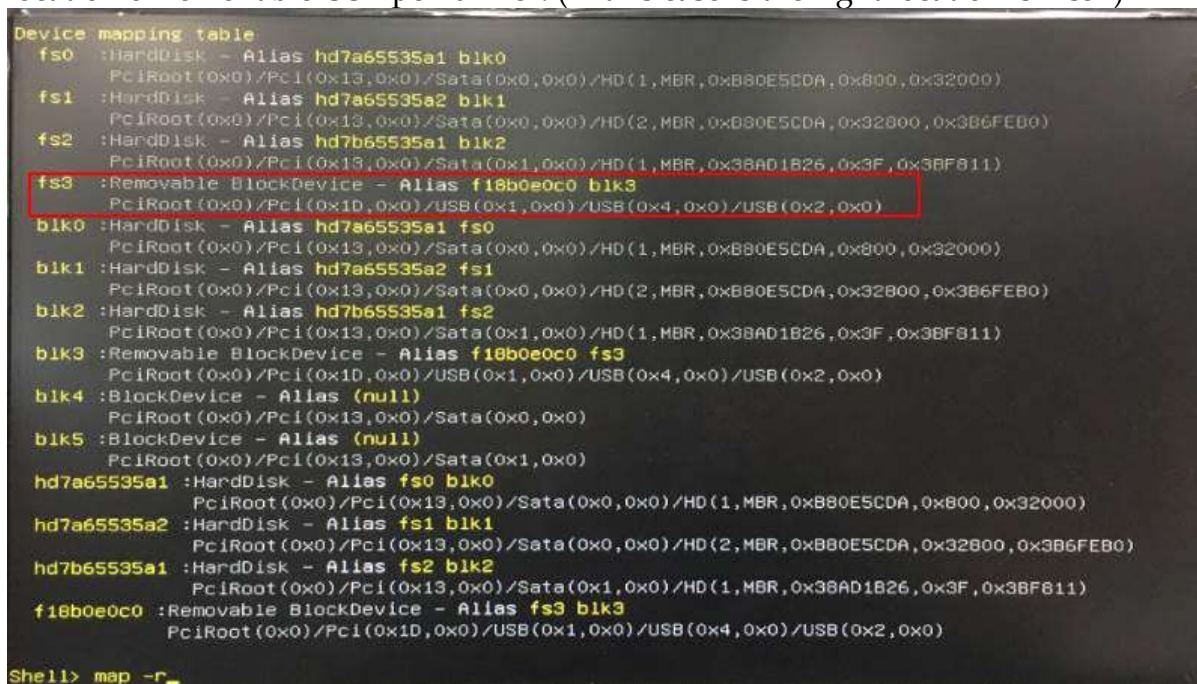 Device mapping table
fs0 :HardDisk - Alias hd7a65535a1 blk0
PciRoot(0x0)/Pci(0x13,0x0)/Sata(0x0,0x0)/HD(1,MBR,0xB80E5CDA,0x800,0x32000)
fs1 :HardDisk - Alias hd7a65535a2 blk1
PciRoot(0x0)/Pci(0x13,0x0)/Sata(0x0,0x0)/HD(2,MBR,0xB80E5CDA,0x32800,0x3B6FEB0)
fs2 :HardDisk - Alias hd7b65535a1 blk2
PciRoot(0x0)/Pci(0x13,0x0)/Sata(0x1,0x0)/HD(1,MBR,0x38AD1B26,0x3F,0x3BF811)
fs3 :Removable BlockDevice - Alias f18b0e0c0 blk3
PciRoot(0x0)/Pci(0x1D,0x0)/USB(0x1,0x0)/USB(0x4,0x0)/USB(0x2,0x0)
blk0 :HardDisk - Alias hd7a65535a1 fs0
PciRoot(0x0)/Pci(0x13,0x0)/Sata(0x0,0x0)/HD(1,MBR,0xB80E5CDA,0x800,0x32000)
blk1 :HardDisk - Alias hd7a65535a2 fs1
PciRoot(0x0)/Pci(0x13,0x0)/Sata(0x0,0x0)/HD(2,MBR,0xB80E5CDA,0x32800,0x3B6FEB0)
blk2 :HardDisk - Alias hd7b65535a1 fs2
PciRoot(0x0)/Pci(0x13,0x0)/Sata(0x1,0x0)/HD(1,MBR,0x38AD1B26,0x3F,0x3BF811)
blk3 :Removable BlockDevice - Alias f18b0e0c0 fs3
PciRoot(0x0)/Pci(0x1D,0x0)/USB(0x1,0x0)/USB(0x4,0x0)/USB(0x2,0x0)
blk4 :BlockDevice - Alias (null)
PciRoot(0x0)/Pci(0x13,0x0)/Sata(0x0,0x0)
blk5 :BlockDevice - Alias (null)
PciRoot(0x0)/Pci(0x13,0x0)/Sata(0x1,0x0)
hd7a65535a1 :HardDisk - Alias fs0 blk0
PciRoot(0x0)/Pci(0x13,0x0)/Sata(0x0,0x0)/HD(1,MBR,0xB80E5CDA,0x800,0x32000)
hd7a65535a2 :HardDisk - Alias fs1 blk1
PciRoot(0x0)/Pci(0x13,0x0)/Sata(0x0,0x0)/HD(2,MBR,0xB80E5CDA,0x32800,0x3B6FEB0)
hd7b65535a1 :HardDisk - Alias fs2 blk2
PciRoot(0x0)/Pci(0x13,0x0)/Sata(0x1,0x0)/HD(1,MBR,0x38AD1B26,0x3F,0x3BF811)
f18b0e0c0 :Removable BlockDevice - Alias fs3 blk3
PciRoot(0x0)/Pci(0x1D,0x0)/USB(0x1,0x0)/USB(0x4,0x0)/USB(0x2,0x0)
Shell> map -r_